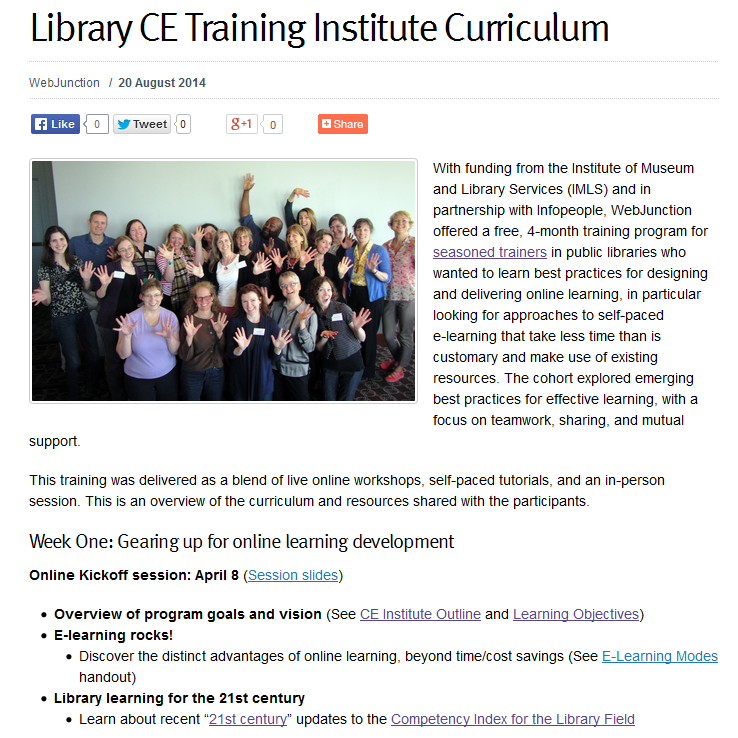 Library CE Training Institute Curriculum
WebJunction / 20 August 2014
Like 0 Tweet 0 g+1 0 Share
With funding from the Institute of Museum
and Library Services (IMLS) and in
partnership with Infopeople, WebJunction
offered a free, 4-month training program for
seasoned trainers in public libraries who
wanted to learn best practices for designing
and delivering online learning, in particular
looking for approaches to self-paced
e-learning that take less time than is
customary and make use of existing
resources. The cohort explored emerging
best practices for effective learning, with a
focus on teamwork, sharing, and mutual
support.
This training was delivered as a blend of live online workshops, self-paced tutorials, and an in-person
session. This is an overview of the curriculum and resources shared with the participants.
Week One: Gearing up for online learning development
Online Kickoff session: April 8 (Session slides)
• Overview of program goals and vision (See CE Institute Outline and Learning Objectives)
• E-learning rocks!
• Discover the distinct advantages of online learning, beyond time/cost savings (See E-Learning Modes
handout)
• Library learning for the 21st century
• Learn about recent “21st century” updates to the Competency Index for the Library Field